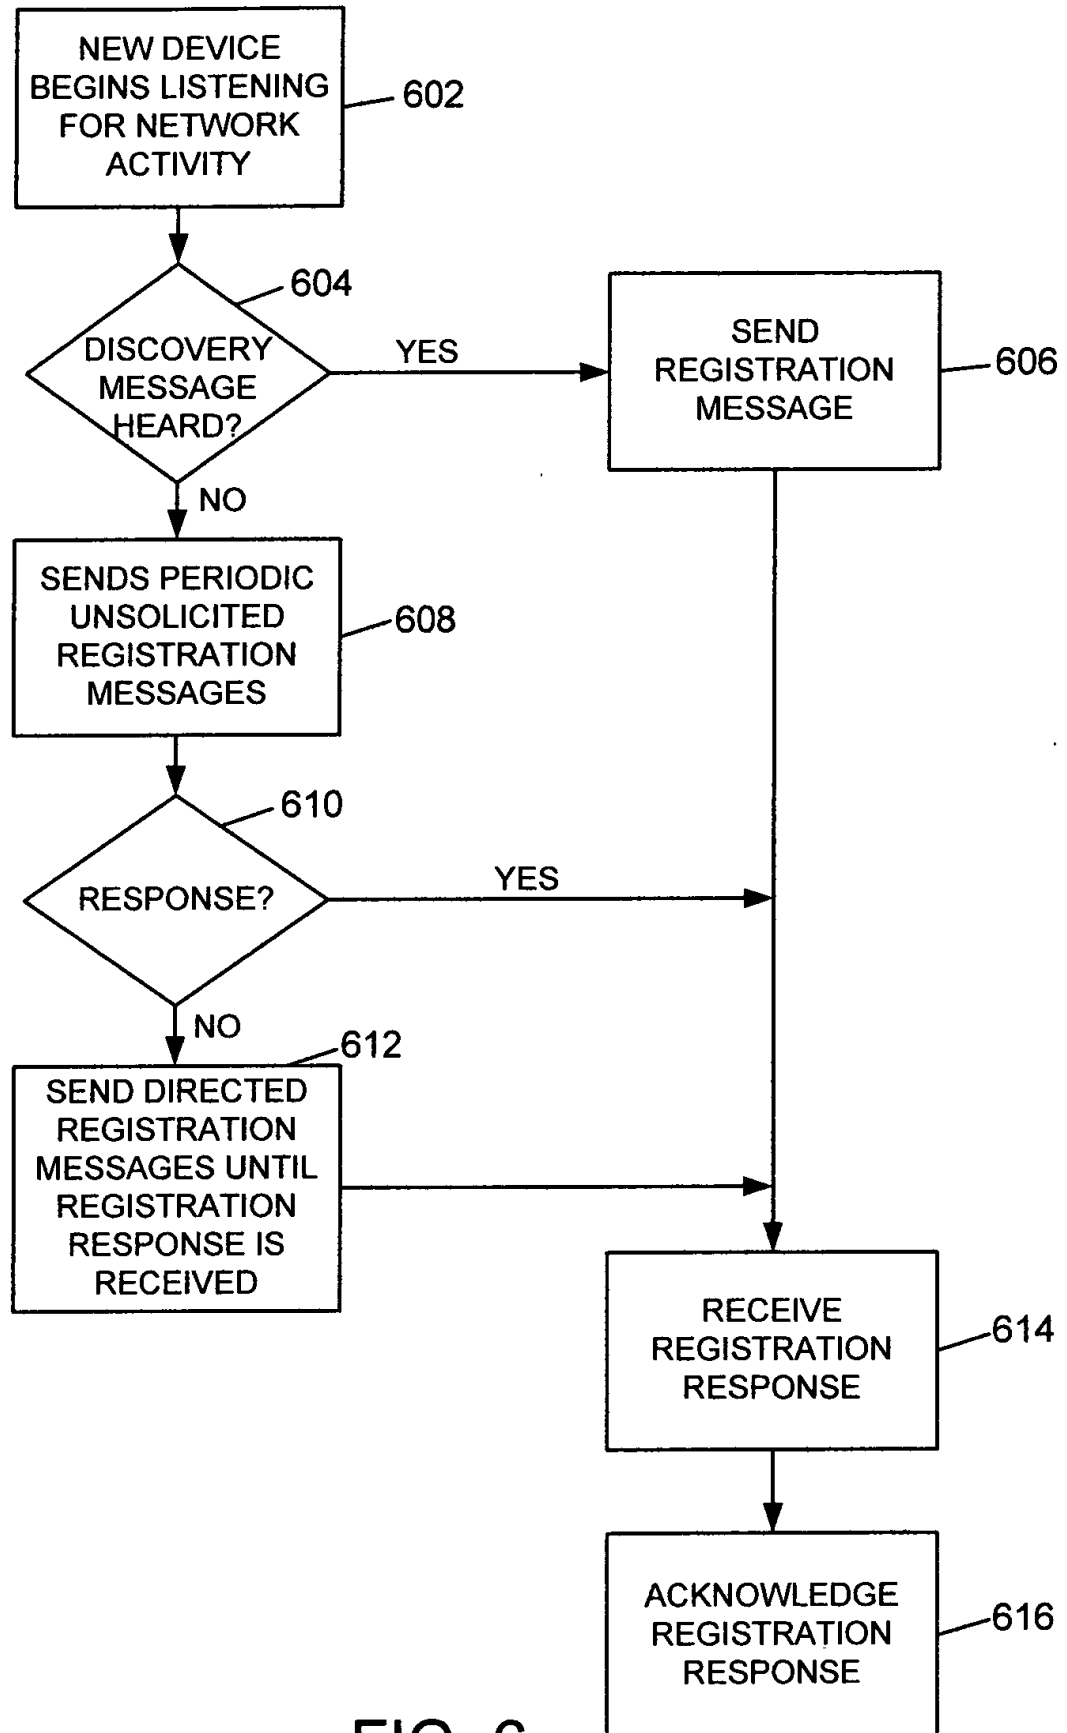 NEW DEVICE
BEGINS LISTENING
FOR NETWORK
ACTIVITY
602
604
DISCOVERY
MESSAGE
HEARD?
YES
SEND
REGISTRATION
MESSAGE
606
NO
SENDS PERIODIC
UNSOLICITED
REGISTRATION
MESSAGES
608
610
RESPONSE?
YES
NO
612
SEND DIRECTED
REGISTRATION
MESSAGES UNTIL
REGISTRATION
RESPONSE IS
RECEIVED
RECEIVE
REGISTRATION
RESPONSE
614
ACKNOWLEDGE
REGISTRATION
RESPONSE
616
FIG. 6